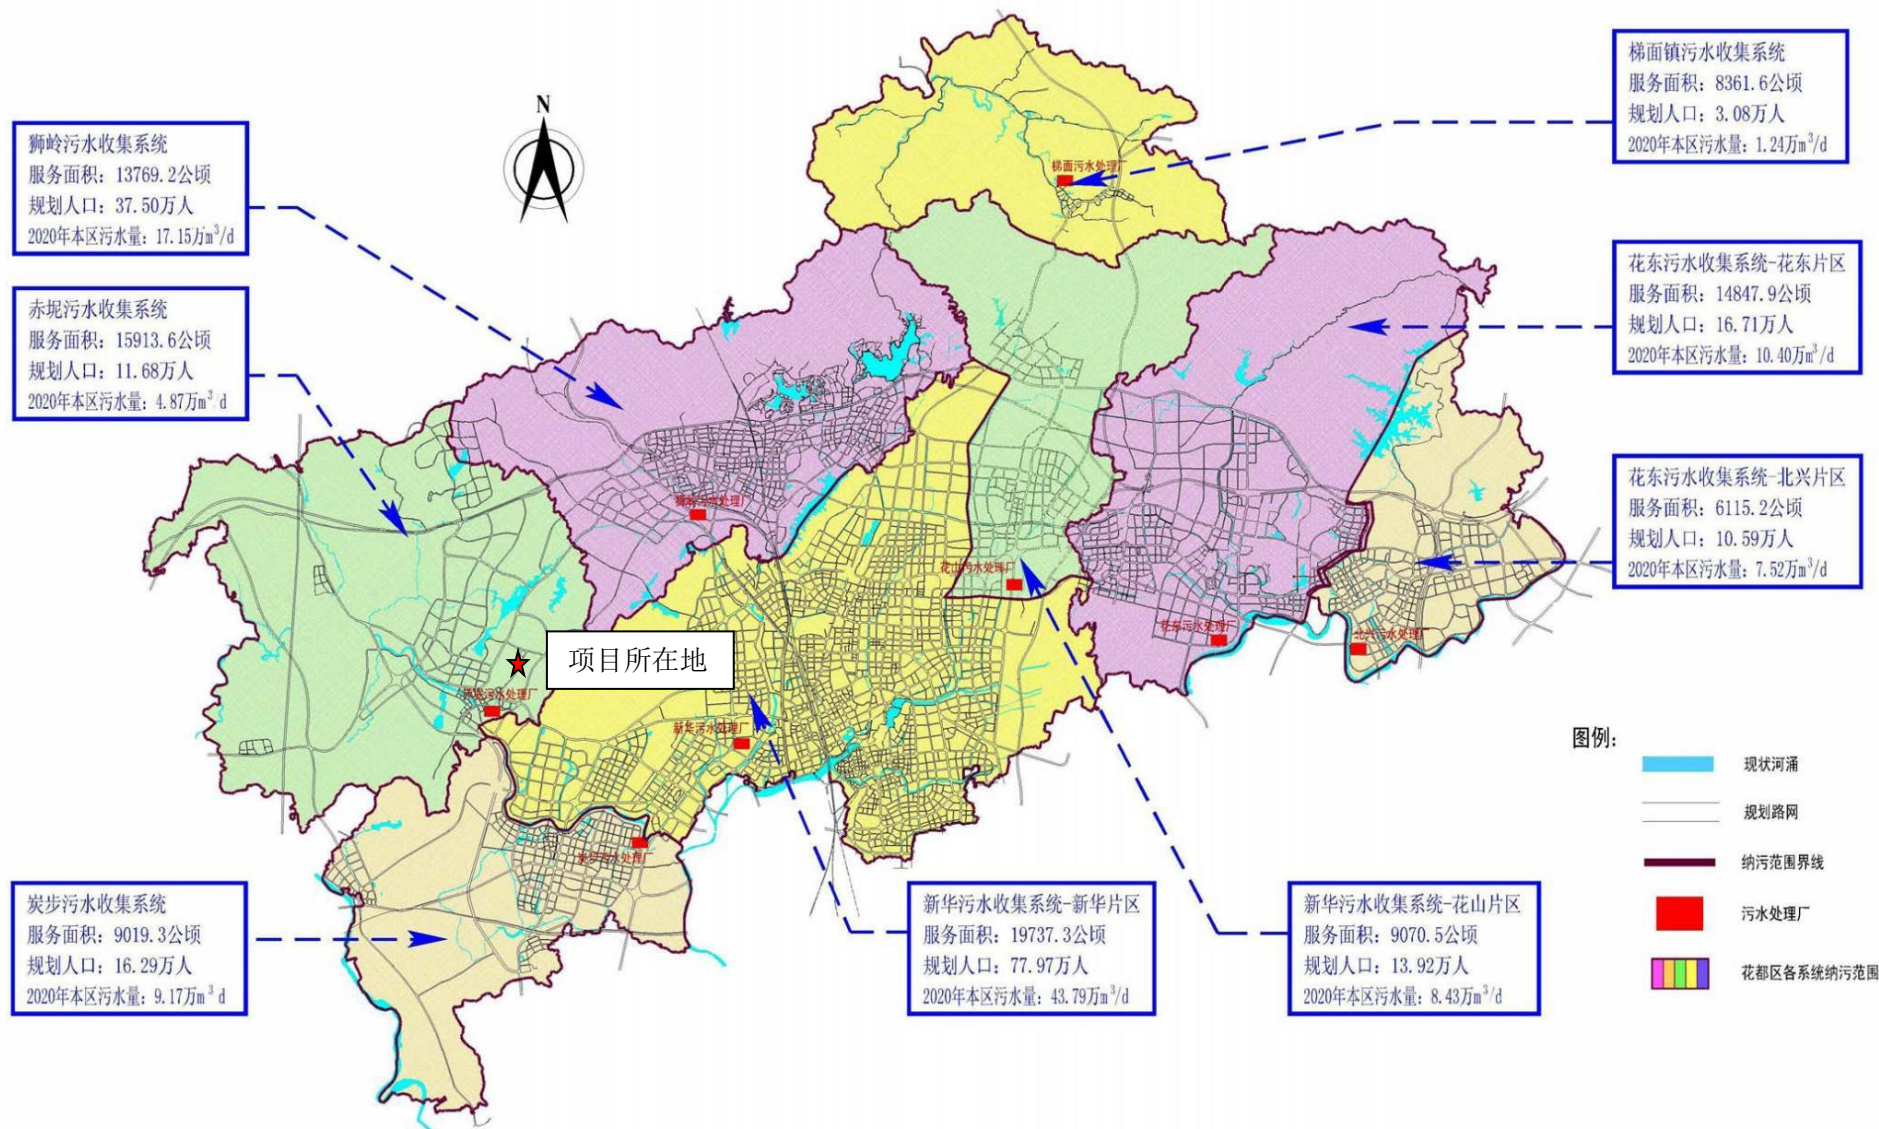 N
梯面镇污水收集系统
服务面积：8361.6公顷
规划人口：3.08万人
2020年本区污水量：1.24万m³/d
狮岭污水收集系统
服务面积：13769.2公顷
规划人口：37.50万人
2020年本区污水量：17.15万m³/d
赤坭污水收集系统
服务面积：15913.6公顷
规划人口：11.68万人
2020年本区污水量：4.87万m³/d
花东污水收集系统-花东片区
服务面积：14847.9公顷
规划人口：16.71万人
2020年本区污水量：10.40万m³/d
花东污水收集系统-北兴片区
服务面积：6115.2公顷
规划人口：10.59万人
2020年本区污水量：7.52万m³/d
梯面污水处理厂
狮岭污水处理厂
花山污水处理厂
花东污水处理厂
北兴污水处理厂
项目所在地
赤坭污水处理厂
新华污水处理厂
炭步污水处理厂
炭步污水收集系统
服务面积：9019.3公顷
规划人口：16.29万人
2020年本区污水量：9.17万m³ d
新华污水收集系统-新华片区
服务面积：19737.3公顷
规划人口：77.97万人
2020年本区污水量：43.79万m³/d
新华污水收集系统-花山片区
服务面积：9070.5公顷
规划人口：13.92万人
2020年本区污水量：8.43万m³/d
图例：
现状河涌
规划路网
纳污范围界线
污水处理厂
花都区各系统纳污范围